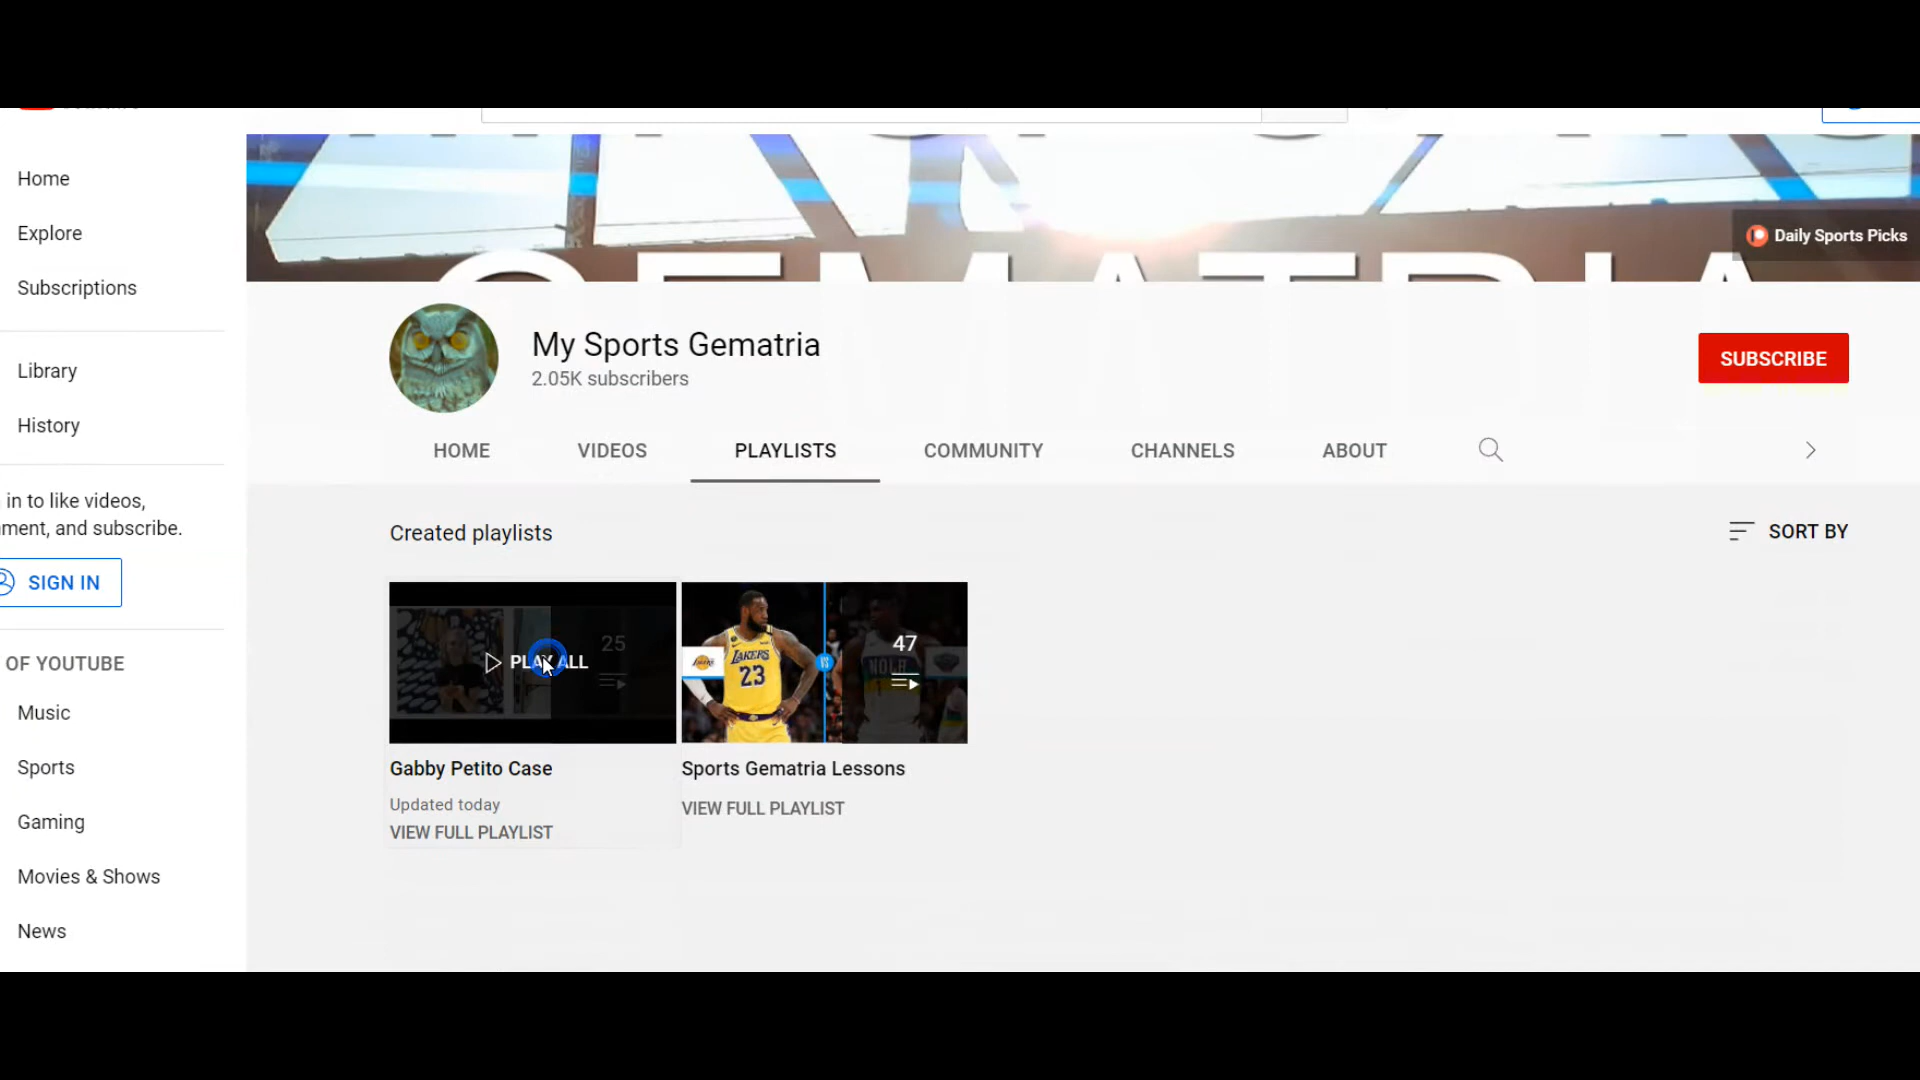 Daily Sports Picks
GEMATRIA
My Sports Gematria
2.05K subscribers
SUBSCRIBE
HOME
VIDEOS
PLAYLISTS
COMMUNITY
CHANNELS
ABOUT
Home
Explore
Subscriptions
Library
History
in to like videos,
ment, and subscribe.
SIGN IN
OF YOUTUBE
Music
Sports
Gaming
Movies & Shows
News
Created playlists
SORT BY
25
PLAY ALL
47
LAKERS
23
VS
NOLA
Gabby Petito Case
Updated today
VIEW FULL PLAYLIST
Sports Gematria Lessons
VIEW FULL PLAYLIST